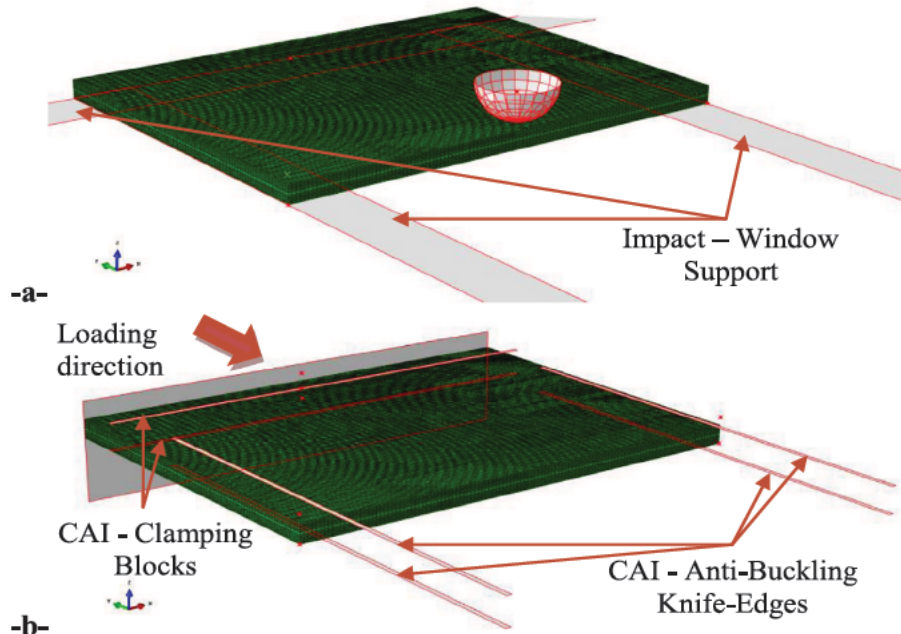 Impact – Window
Support
-a-
Loading
direction
CAI - Clamping
Blocks
CAI - Anti-Buckling
Knife-Edges
-b-